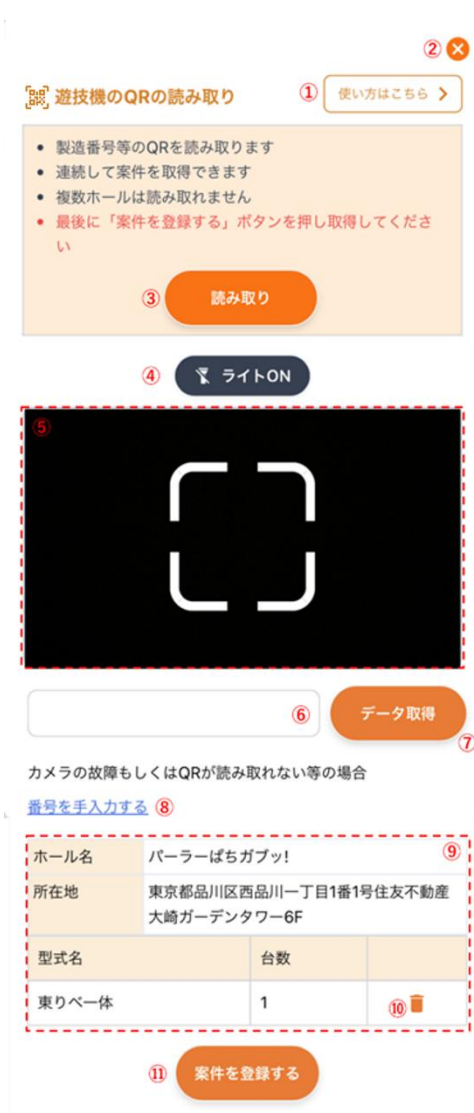 ② ×
遊技機のQRの読み取り ① 使い方はこちら >
• 製造番号等のQRを読み取ります
• 連続して案件を取得できます
• 複数ホールは読み取れません
• 最後に「案件を登録する」ボタンを押し取得してくださ
い
③ 読み取り
④ ライトON
⑤
⑥ データ取得
⑦
カメラの故障もしくはQRが読み取れない等の場合
番号を手入力する ⑧
⑨
ホール名 パーラーぱちガブッ!
所在地 東京都品川区西品川一丁目1番1号住友不動産
大崎ガーデンタワー6F
型式名 台数
東りべ一体 1 ⑩
⑪ 案件を登録する